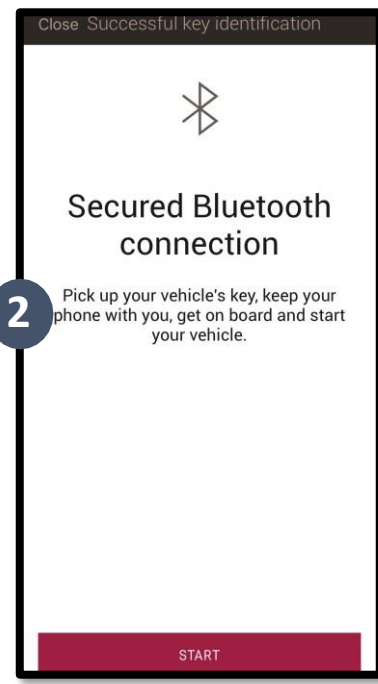 Close Successful key identification
Secured Bluetooth
connection
2
Pick up your vehicle's key, keep your
phone with you, get on board and start
your vehicle.
START